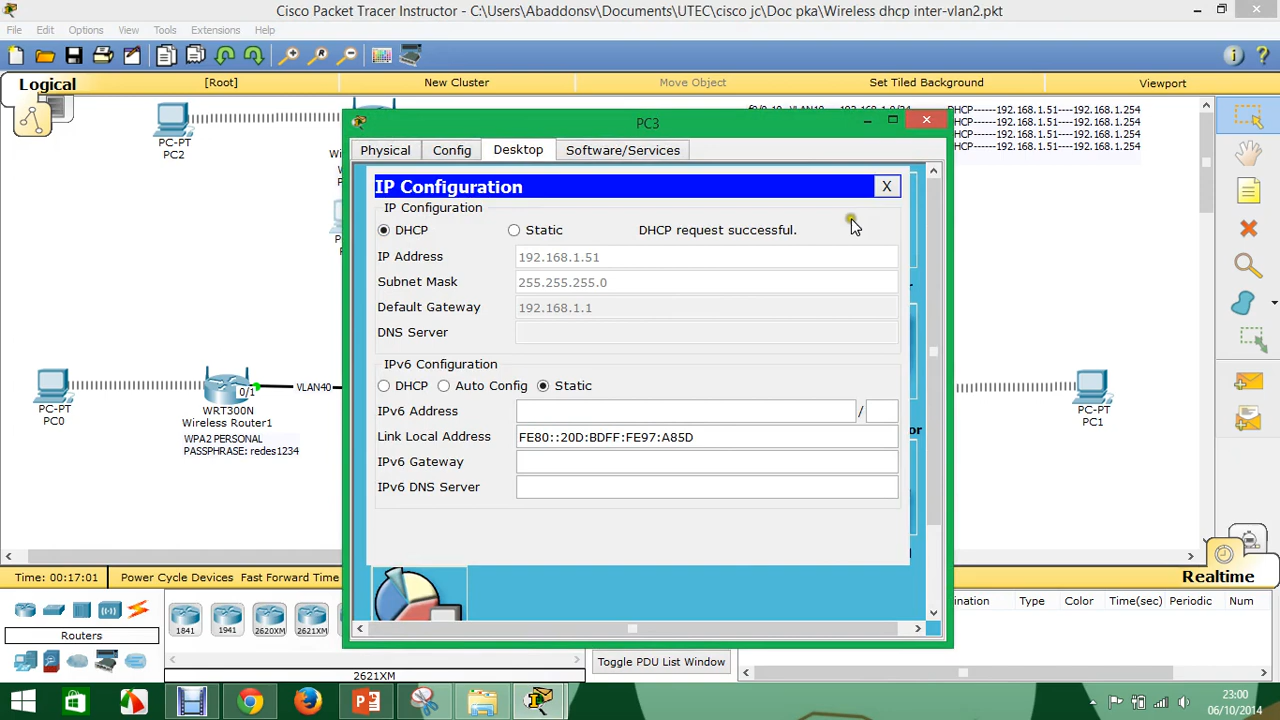 Cisco Packet Tracer Instructor - C:\Users\Abaddonsv\Documents\UTEC\cisco jc\Doc pka\Wireless dhcp inter-vlan2.pkt
File Edit Options View Tools Extensions Help
Logical [Root] New Cluster Move Object Set Tiled Background Viewport
DHCP------192.168.1.51----192.168.1.254
DHCP------192.168.1.51----192.168.1.254
DHCP------192.168.1.51----192.168.1.254
DHCP------192.168.1.51----192.168.1.254
PC-PT
PC2
PC3
Physical Config Desktop Software/Services
IP Configuration X
IP Configuration
DHCP Static DHCP request successful.
IP Address 192.168.1.51
Subnet Mask 255.255.255.0
Default Gateway 192.168.1.1
DNS Server
IPv6 Configuration
DHCP Auto Config Static
IPv6 Address /
Link Local Address FE80::20D:BDFF:FE97:A85D
IPv6 Gateway
IPv6 DNS Server
PC-PT
PC0
0/1
VLAN40
WRT300N
Wireless Router1
WPA2 PERSONAL
PASSPHRASE: redes1234
PC-PT
PC1
Time: 00:17:01 Power Cycle Devices Fast Forward Time
Realtime
Routers
1841 1941 2620XM 2621XM
2621XM
Toggle PDU List Window
ination Type Color Time(sec) Periodic Num
23:00
06/10/2014